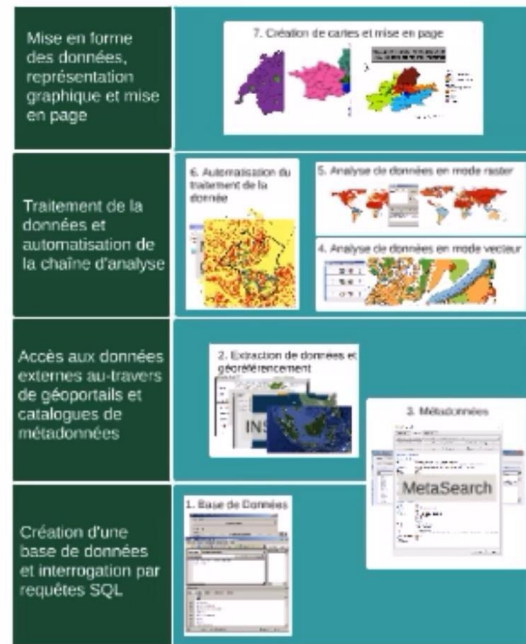 Mise en forme
des données,
représentation
graphique et mise
en page
7. Création de cartes et mise en page
Traitement de la
données et
automatisation de
la chaîne d'analyse
6. Automatisation du
traitement de la
donnée
5. Analyse de données en mode raster
4. Analyse de données en mode vecteur
Accès aux données
externes au-travers
de géoportails et
catalogues de
métadonnées
2. Extraction de données et
géoréférencement
INS
3. Métadonnées
MetaSearch
Création d'une
base de données
et interrogation par
requêtes SQL
1. Base de Données